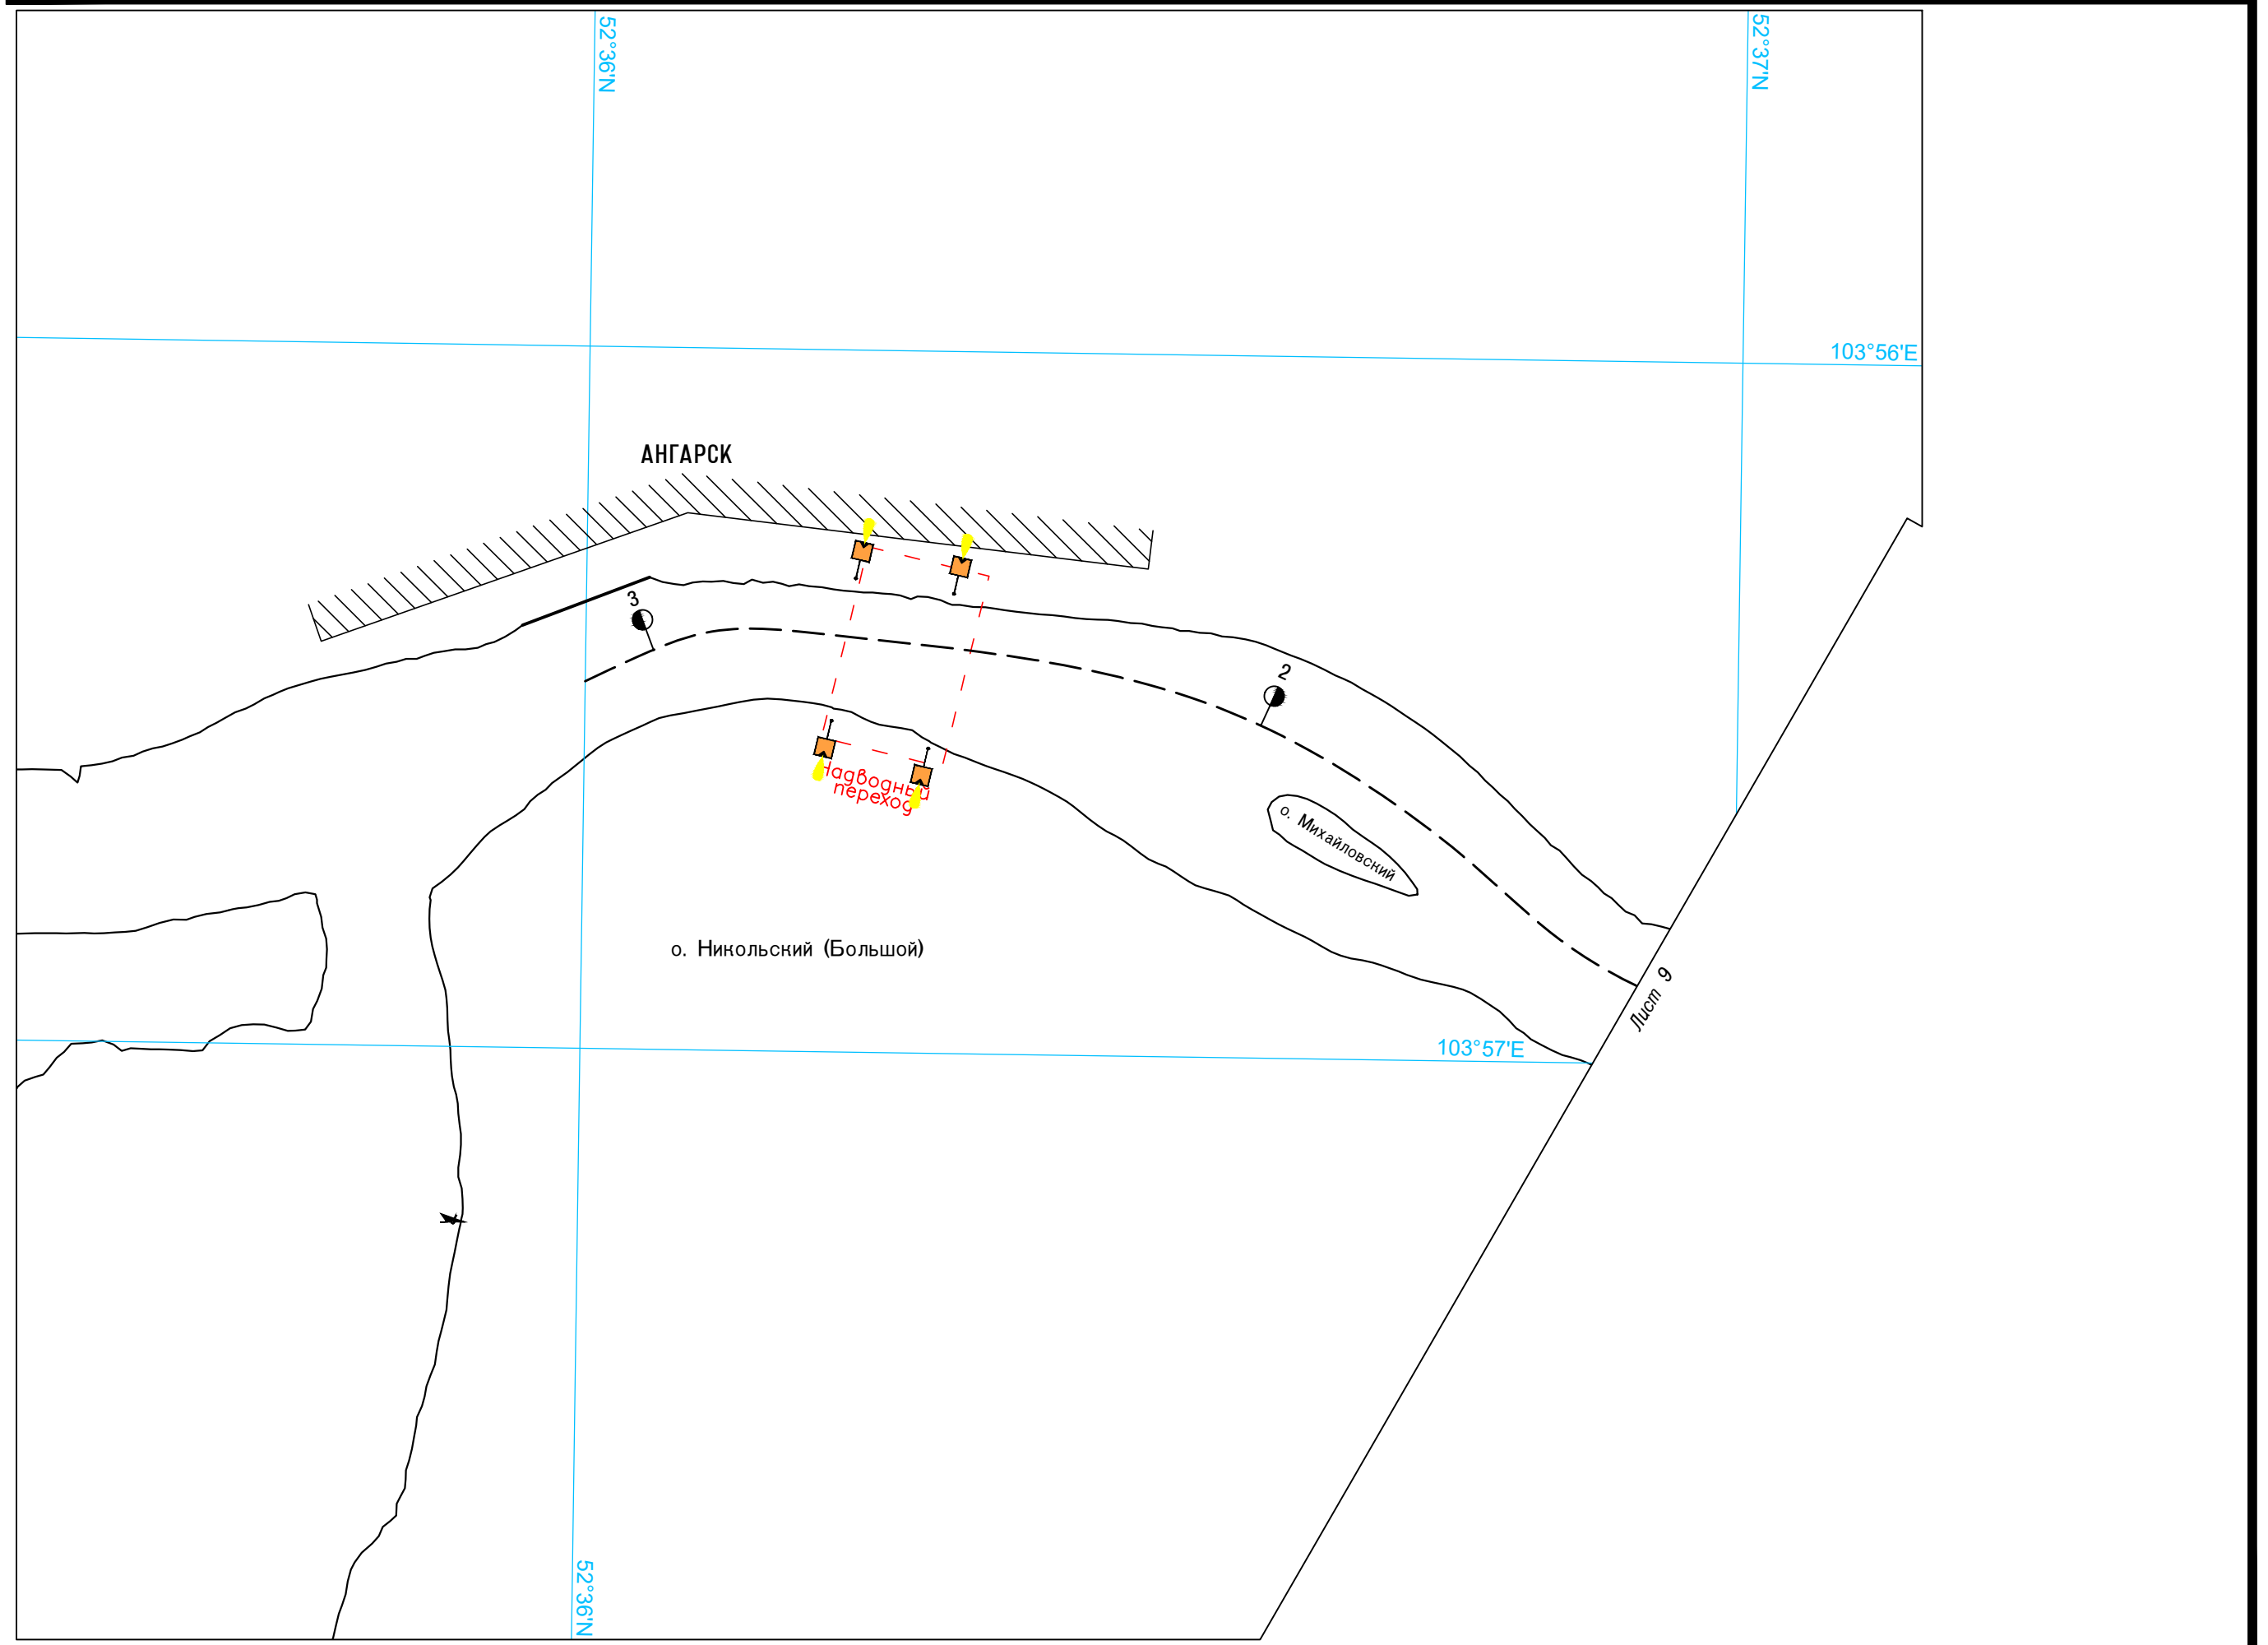 52°36'N
52°37'N
103°56'E
АНГАРСК
3
2
Надводный
переход
о. Михайловский
о. Никольский (Большой)
Лист 9
103°57'E
52°36'N